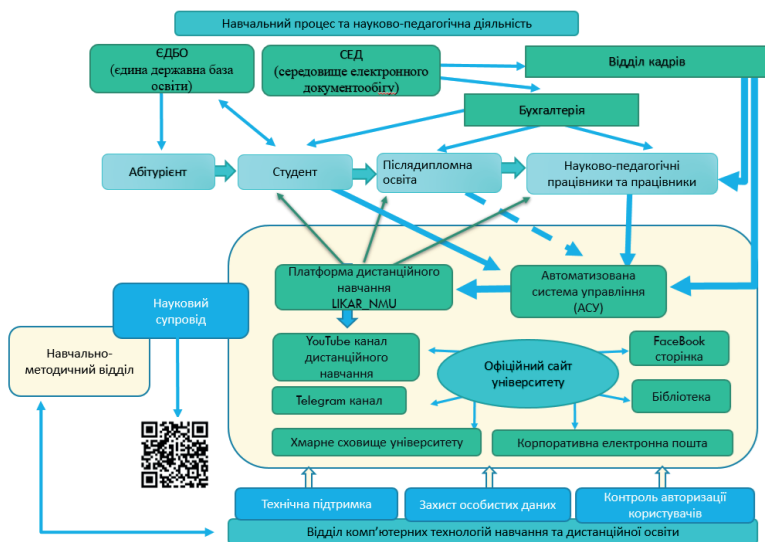 Навчальний процес та науково-педагогічна діяльність
ЄДБО
(єдина державна база
освіти)
СЕД
(середовище електронного
документообігу)
Відділ кадрів
Бухгалтерія
Абітурієнт
Студент
Післядипломна
освіта
Науково-педагогічні
працівники та працівники
Платформа дистанційного
навчання
LIKAR_NMU
Автоматизована
система управління
(АСУ)
Науковий
супровід
Навчально-
методичний відділ
YouTube канал
дистанційного
навчання
Офіційний сайт
університету
FaceBook
сторінка
Telegram канал
Бібліотека
Хмарне сховище університету
Корпоративна електронна пошта
Технічна підтримка
Захист особистих даних
Контроль авторизації
користувачів
Відділ комп’ютерних технологій навчання та дистанційної освіти